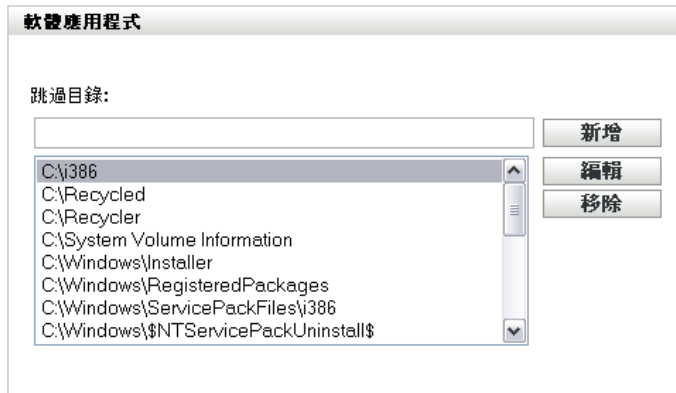 軟體應用程式
跳過目錄:
新增
C:\i386
編輯
C:\Recycled
移除
C:\Recycler
C:\System Volume Information
C:\Windows\Installer
C:\Windows\RegisteredPackages
C:\Windows\ServicePackFiles\i386
C:\Windows\$NTServicePackUninstall$